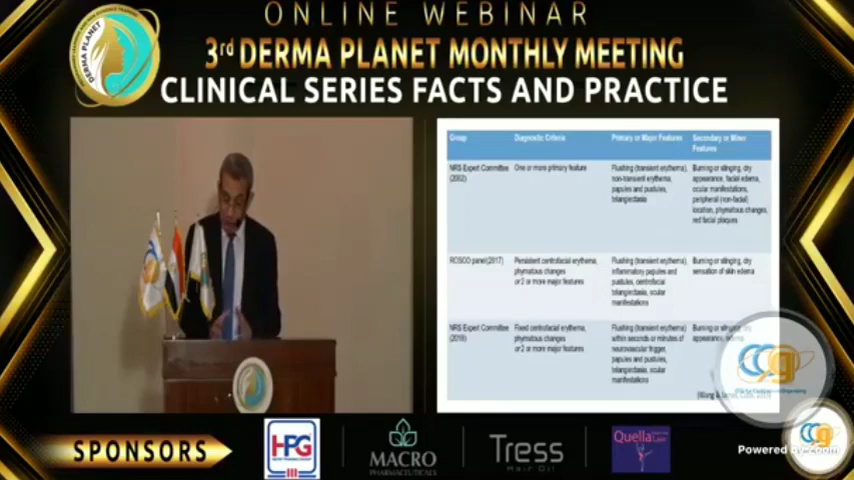 ONLINE WEBINAR
3rd DERMA PLANET MONTHLY MEETING
CLINICAL SERIES FACTS AND PRACTICE
DERMA PLANET
Group Diagnostic Criteria Primary or Major Features Secondary or Minor Features
NRS Expert Committee (2002) One or more primary feature Flushing (transient erythema), non-transient erythema, papules and pustules, telangiectasia Burning or stinging, dry appearance, facial edema, ocular manifestations, peripheral (non-facial) location, phymatous changes, red facial plaques
ROSCO panel (2017) Persistent centrofacial erythema, phymatous changes or 2 or more major features Flushing (transient erythema), inflammatory papules and pustules, centrofacial telangiectasia, ocular manifestations Burning or stinging, dry sensation of skin edema
NRS Expert Committee Fixed centrofacial erythema, phymatous changes or 2 or more major features Flushing (transient erythema) within seconds or minutes of neurovascular trigger, papules and pustules, telangiectasia, ocular manifestations Burning or dry appearance,
SPONSORS
HPG
MACRO
PHARMACEUTICALS
Tress
Hair Oil
Quella
CCg
CCg
Powered by Zoom